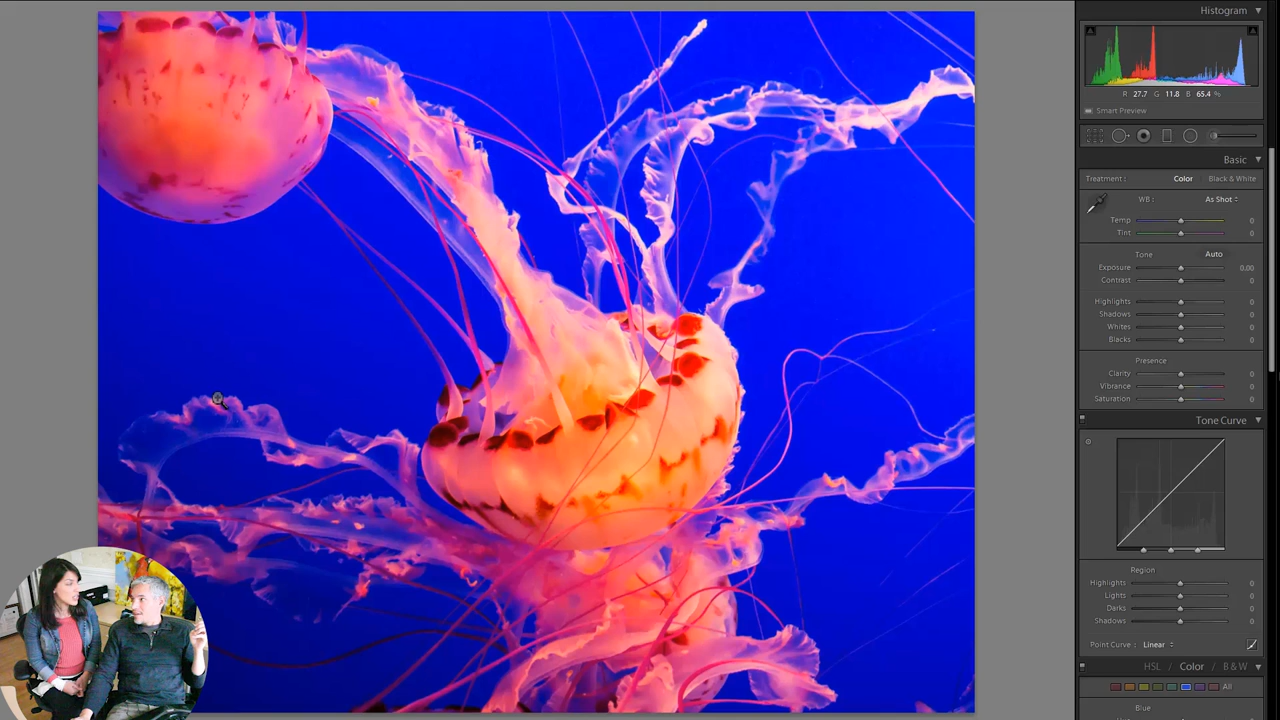 Histogram
R 27.7 G 11.8 B 65.4 %
Smart Preview
Basic
Treatment : Color Black & White
WB : As Shot
Temp 0
Tint 0
Tone Auto
Exposure 0.00
Contrast 0
Highlights 0
Shadows 0
Whites 0
Blacks 0
Presence
Clarity 0
Vibrance 0
Saturation 0
Tone Curve
Region
Highlights 0
Lights 0
Darks 0
Shadows 0
Point Curve : Linear
HSL / Color / B & W
All
Blue